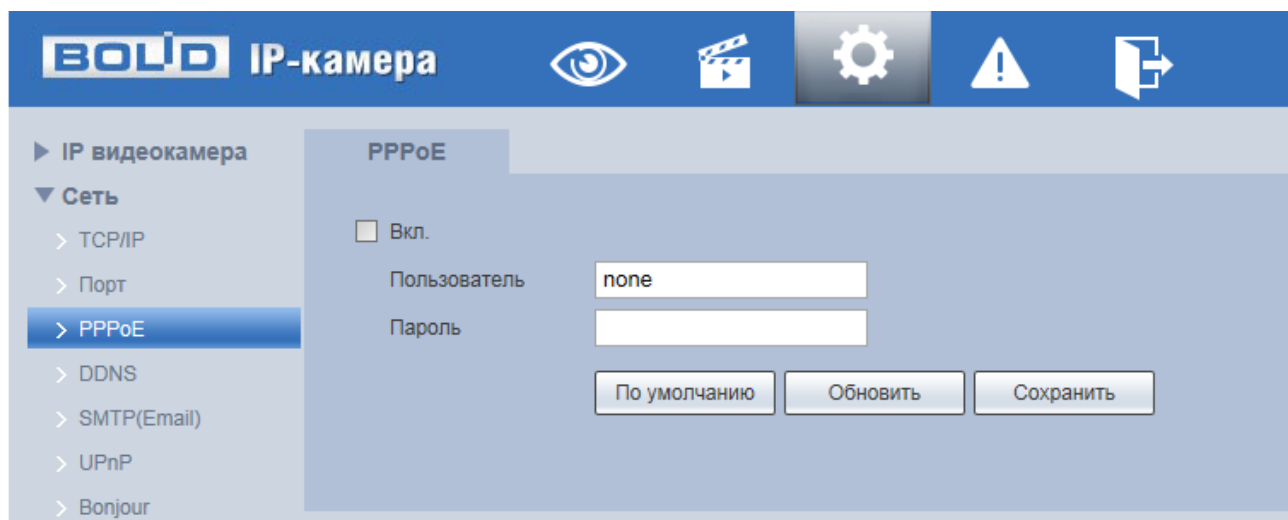 BOLID IP-камера
IP видеокамера
Сеть
TCP/IP
Порт
PPPoE
DDNS
SMTP(Email)
UPnP
Bonjour
PPPoE
Вкл.
Пользователь none
Пароль
По умолчанию Обновить Сохранить